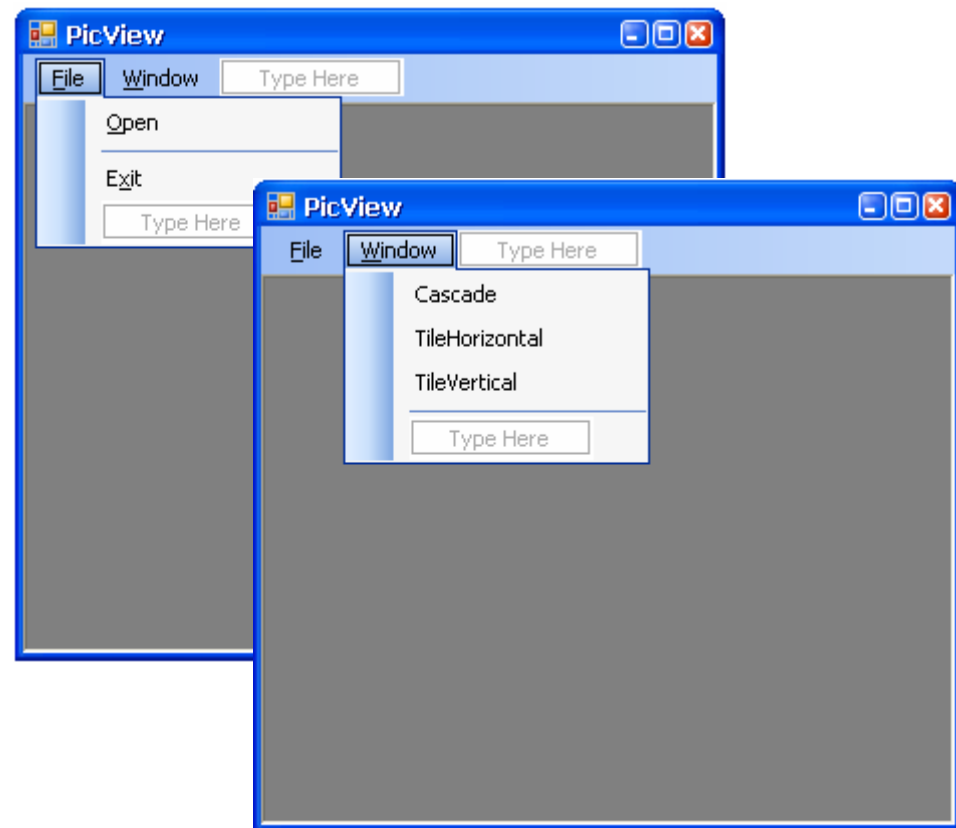 PicView
File Window Type Here
Open
Exit
Type Here
PicView
File Window Type Here
Cascade
TileHorizontal
TileVertical
Type Here